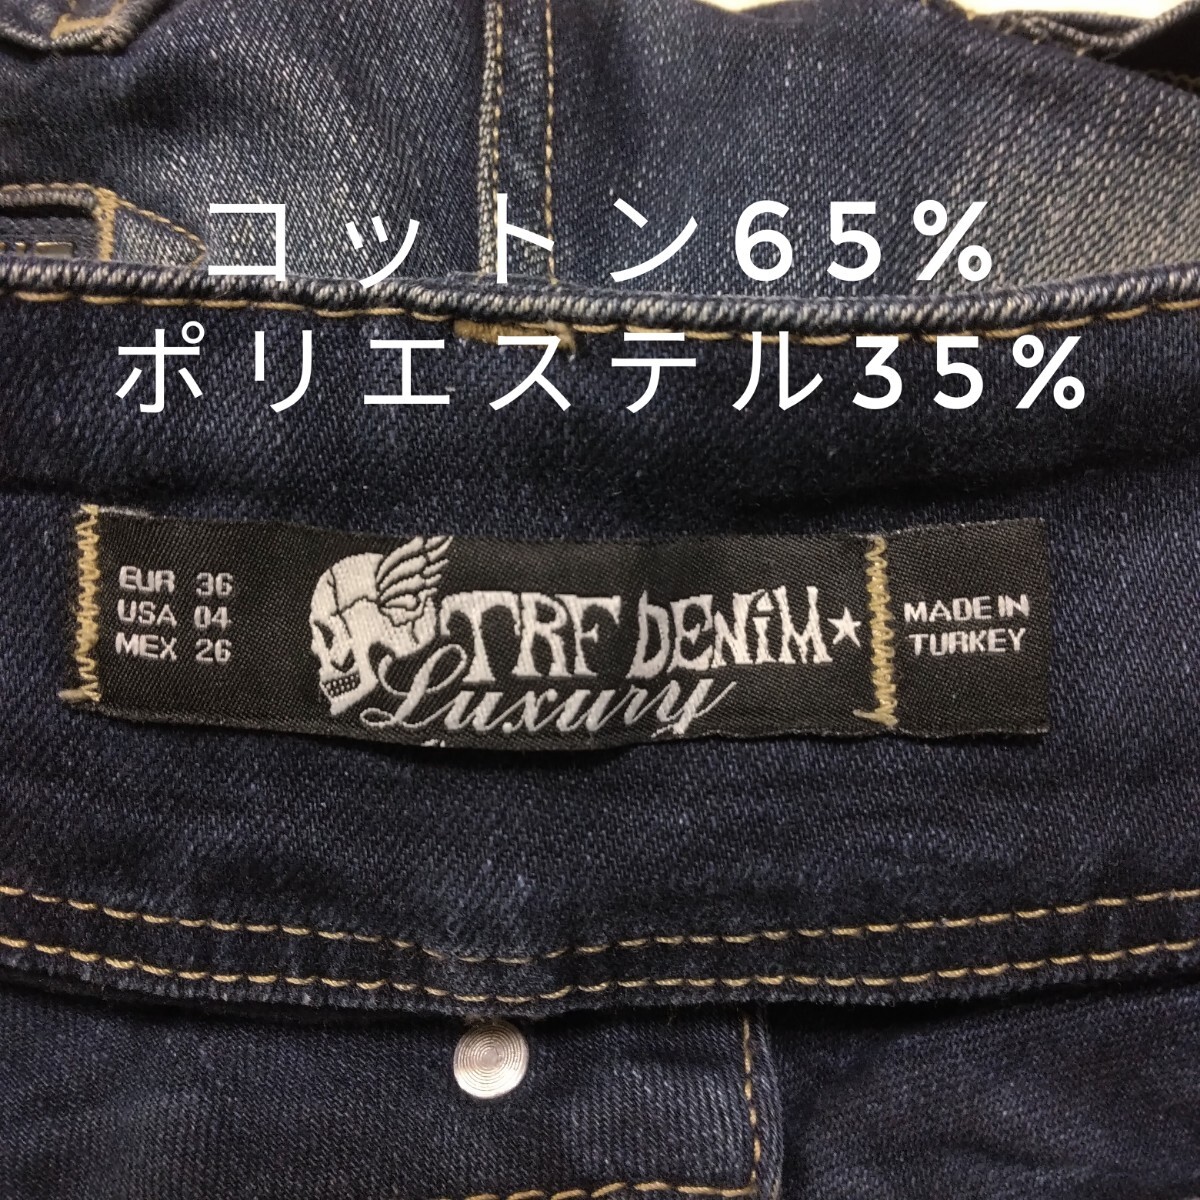 コットン65%
ポリエステル35%
EUR 36
USA 04
MEX 26
TRF DENiM★
Luxury
MADE IN
TURKEY